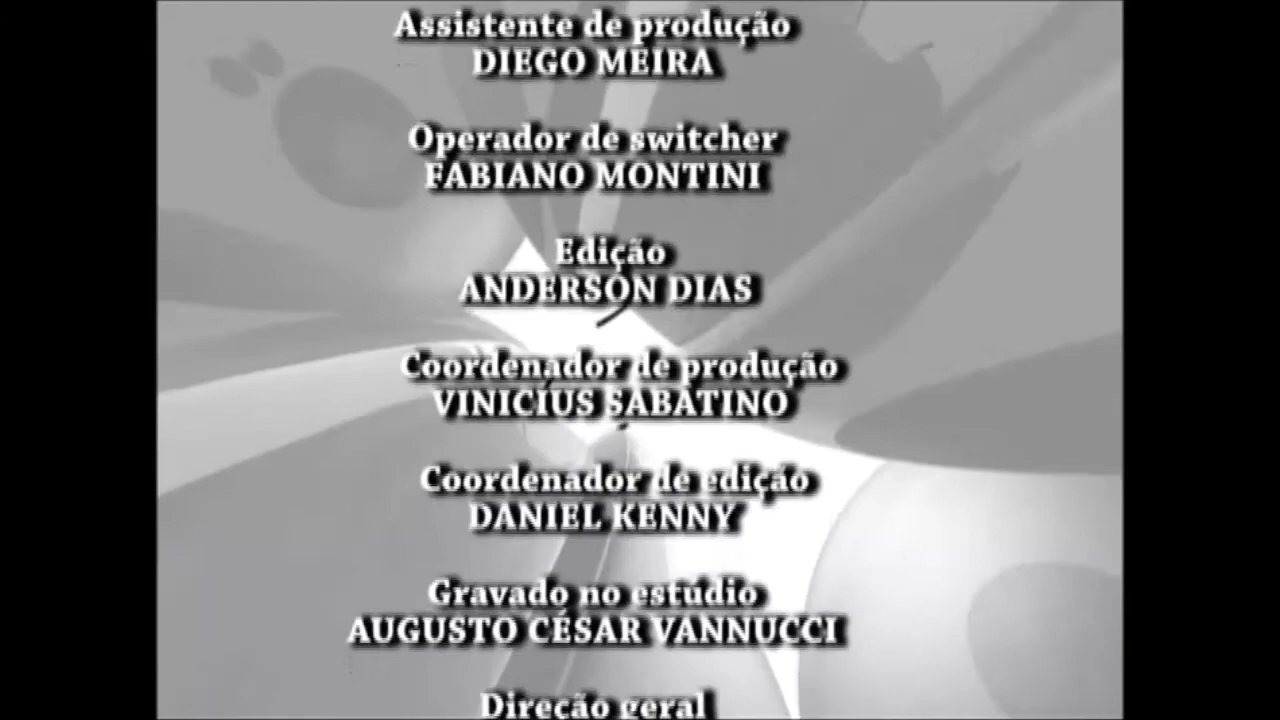 Assistente de produção
DIEGO MEIRA
Operador de switcher
FABIANO MONTINI
Edição
ANDERSON DIAS
Coordenador de produção
VINICIUS SABATINO
Coordenador de edição
DANIEL KENNY
Gravado no estúdio
AUGUSTO CÉSAR VANNUCCI
Direção geral